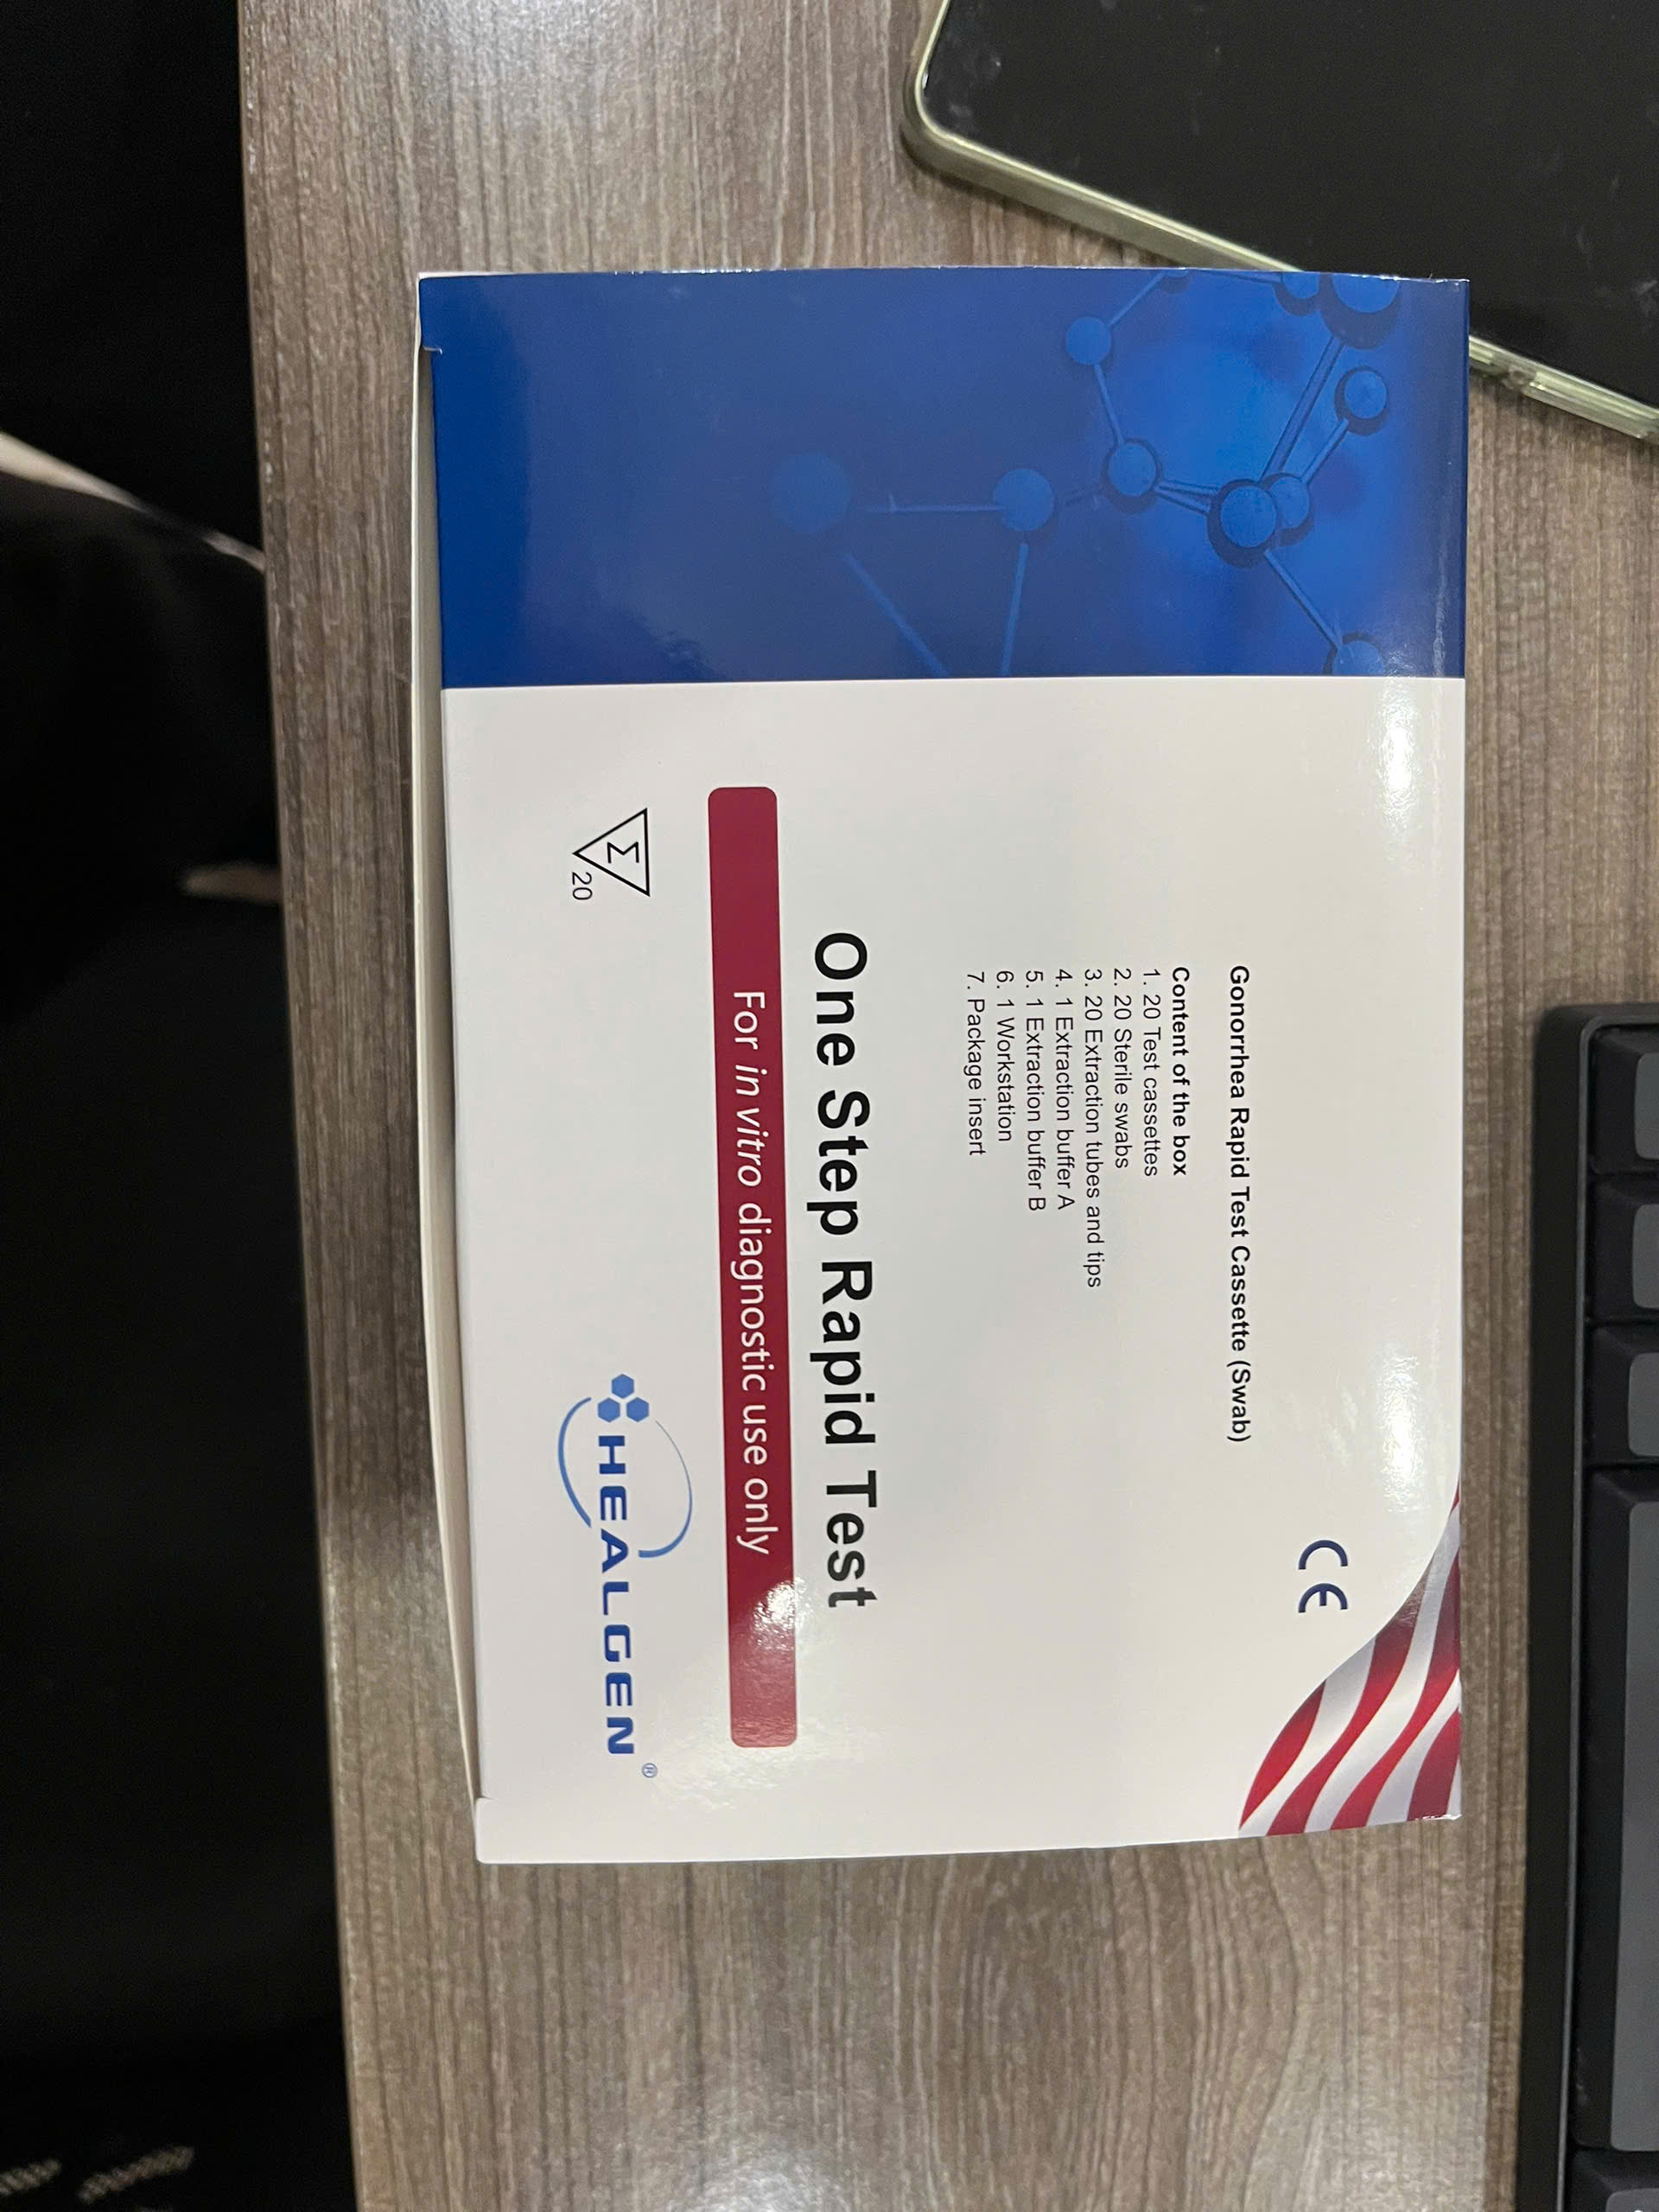 CE
Gonorrhea Rapid Test Cassette (Swab)
Content of the box
1. 20 Test cassettes
2. 20 Sterile swabs
3. 20 Extraction tubes and tips
4. 1 Extraction buffer A
5. 1 Extraction buffer B
6. 1 Workstation
7. Package insert
One Step Rapid Test
For in vitro diagnostic use only
Σ 20
HEALGEN ®